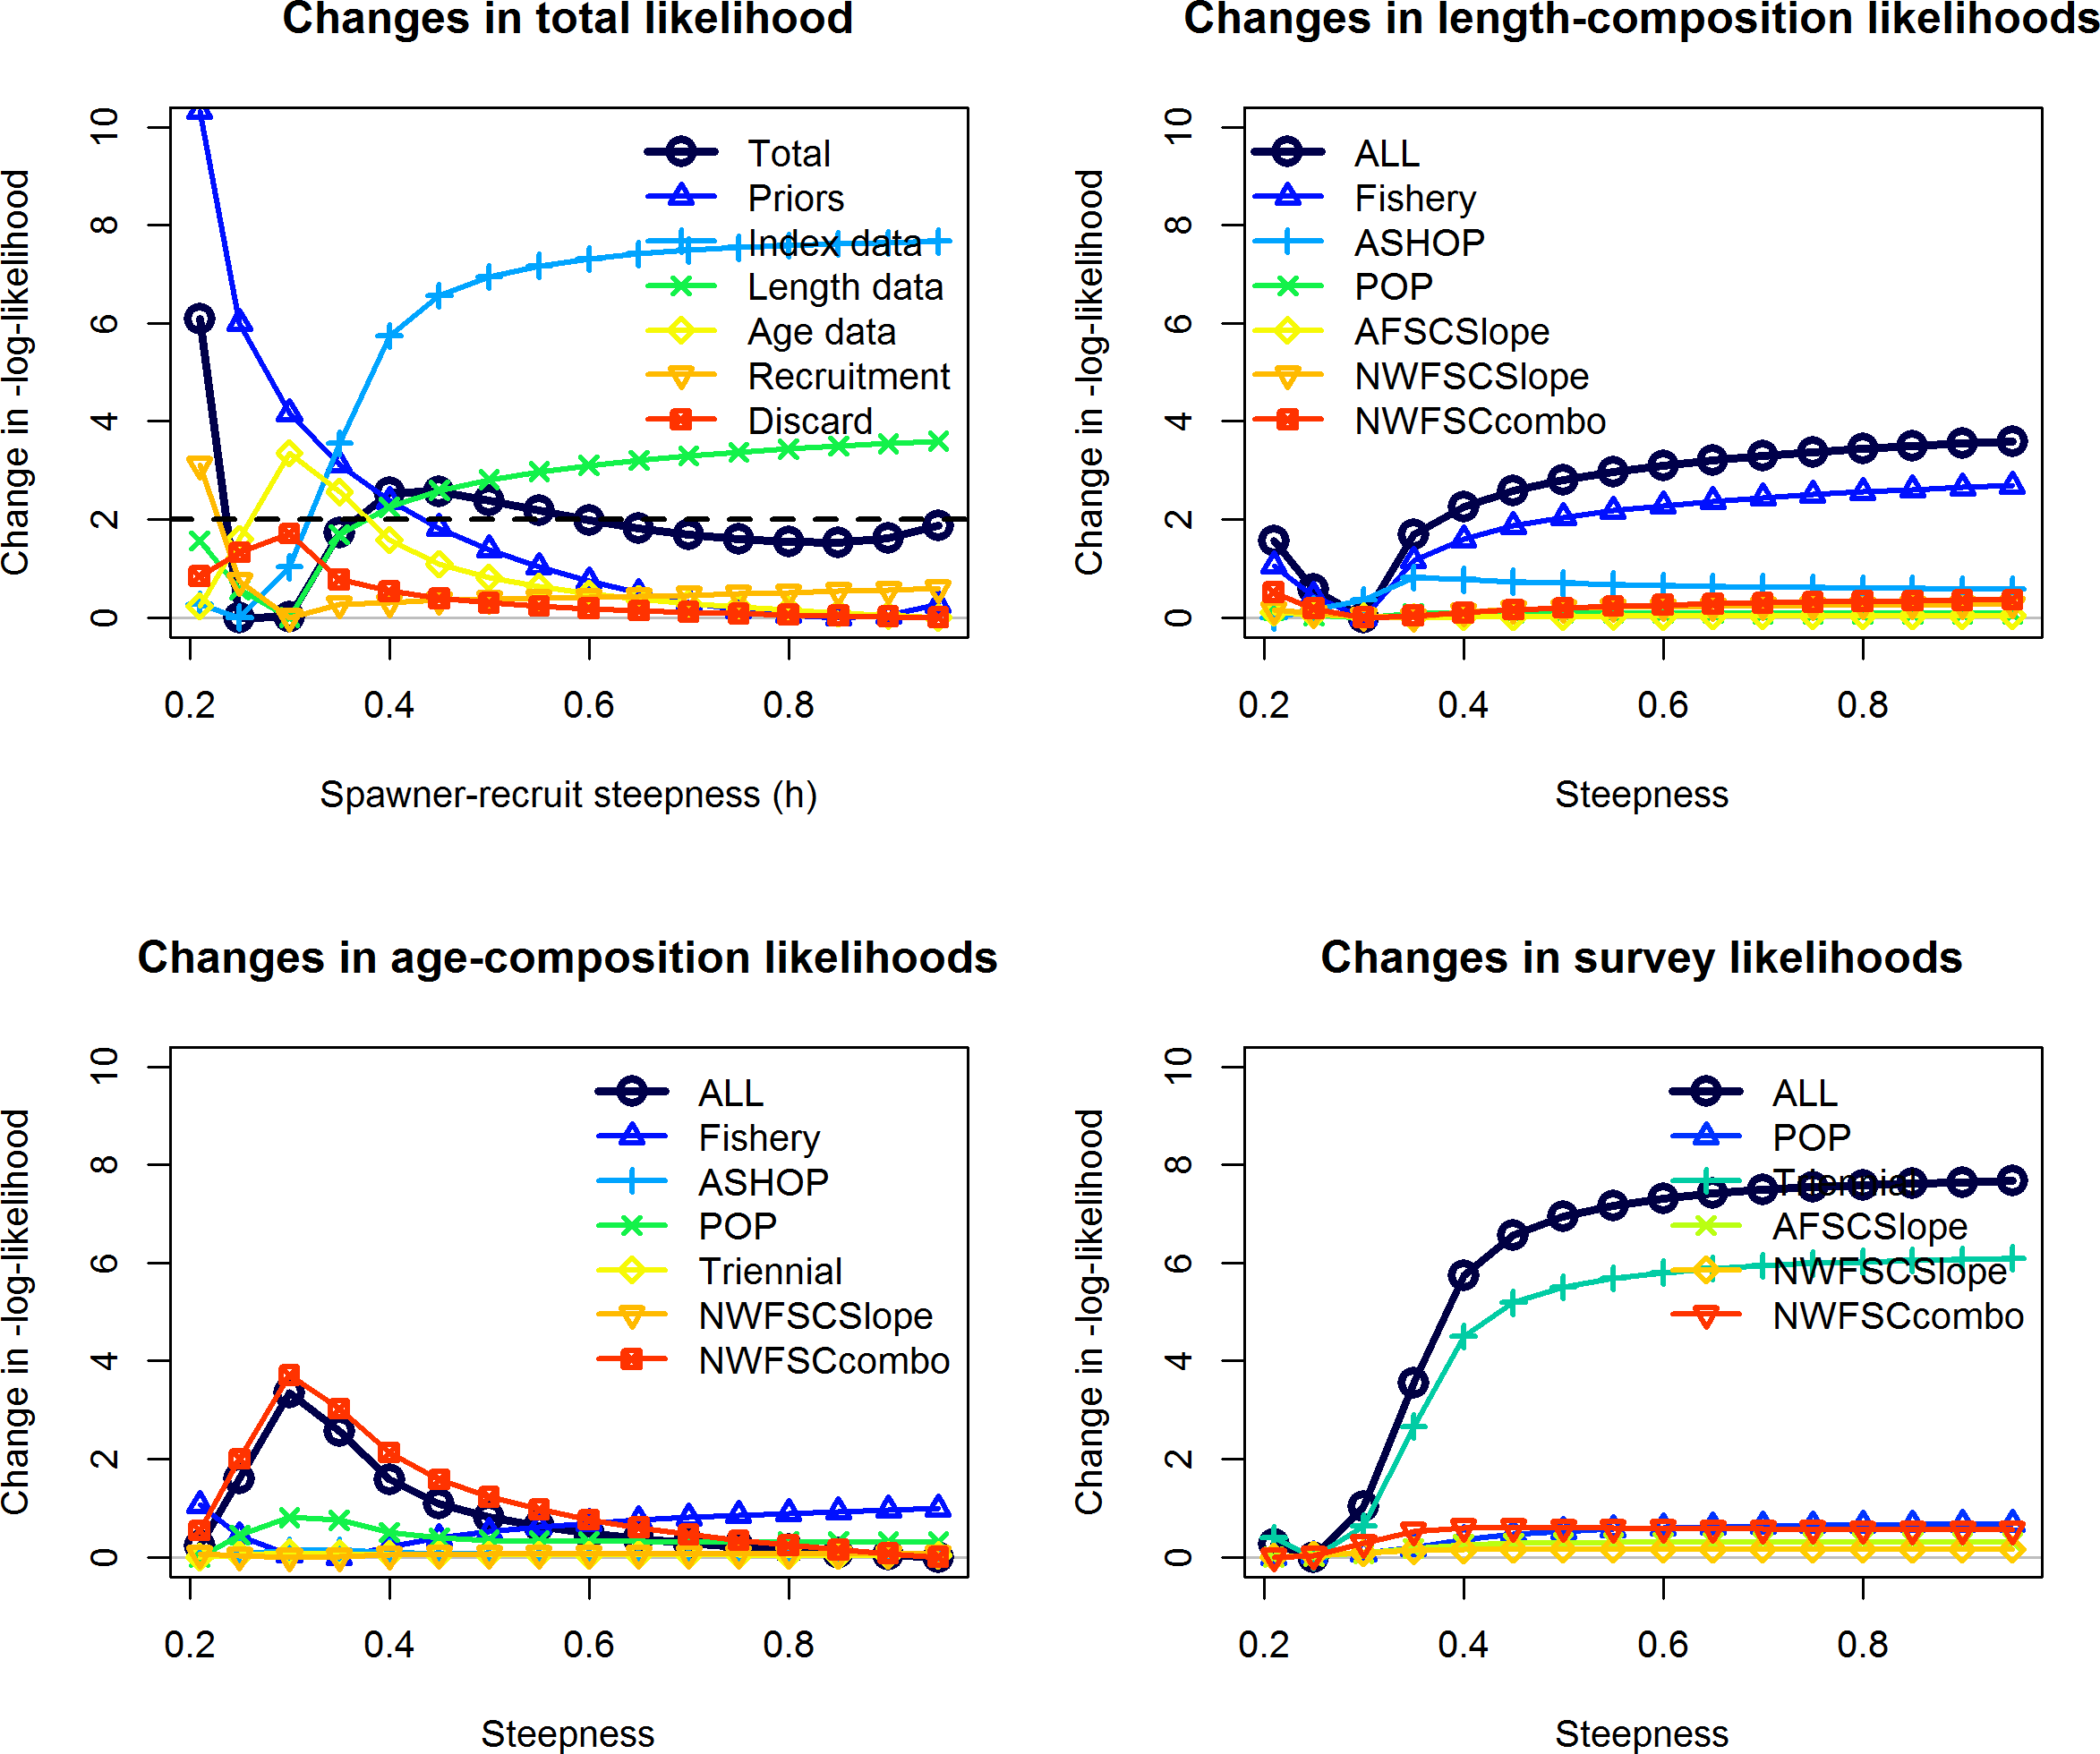 Changes in total likelihood
Change in -log-likelihood
10
8
6
4
2
0
Total
Priors
Index data
Length data
Age data
Recruitment
Discard
0.2 0.4 0.6 0.8
Spawner-recruit steepness (h)
Changes in length-composition likelihoods
Change in -log-likelihood
10
8
6
4
2
0
ALL
Fishery
ASHOP
POP
AFSCSlope
NWFSCSlope
NWFSCcombo
0.2 0.4 0.6 0.8
Steepness
Changes in age-composition likelihoods
Change in -log-likelihood
10
8
6
4
2
0
ALL
Fishery
ASHOP
POP
Triennial
NWFSCSlope
NWFSCcombo
0.2 0.4 0.6 0.8
Steepness
Changes in survey likelihoods
Change in -log-likelihood
10
8
6
4
2
0
ALL
POP
Triennial
AFSCSlope
NWFSCSlope
NWFSCcombo
0.2 0.4 0.6 0.8
Steepness